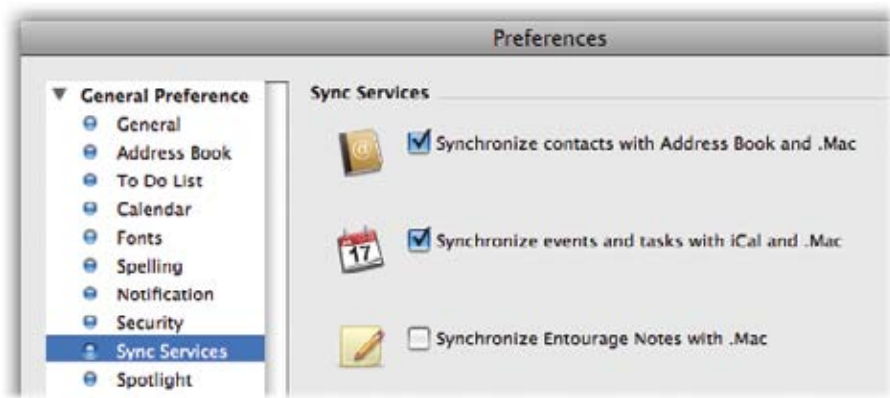 Preferences
General Preference
General
Address Book
To Do List
Calendar
Fonts
Spelling
Notification
Security
Sync Services
Spotlight
Sync Services
@
Synchronize contacts with Address Book and .Mac
17
Synchronize events and tasks with iCal and .Mac
Synchronize Entourage Notes with .Mac